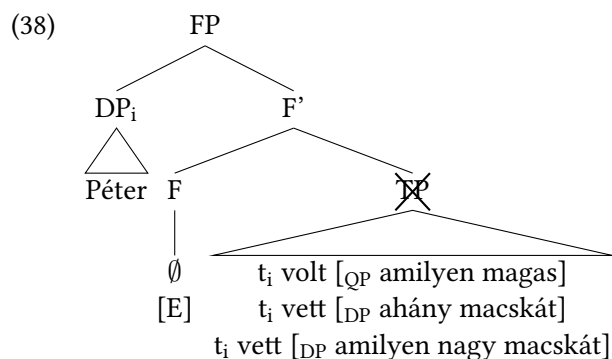 (38) FP
DPᵢ F’
Péter F TP
∅ tᵢ volt [QP amilyen magas]
[E] tᵢ vett [DP ahány macskát]
tᵢ vett [DP amilyen nagy macskát]